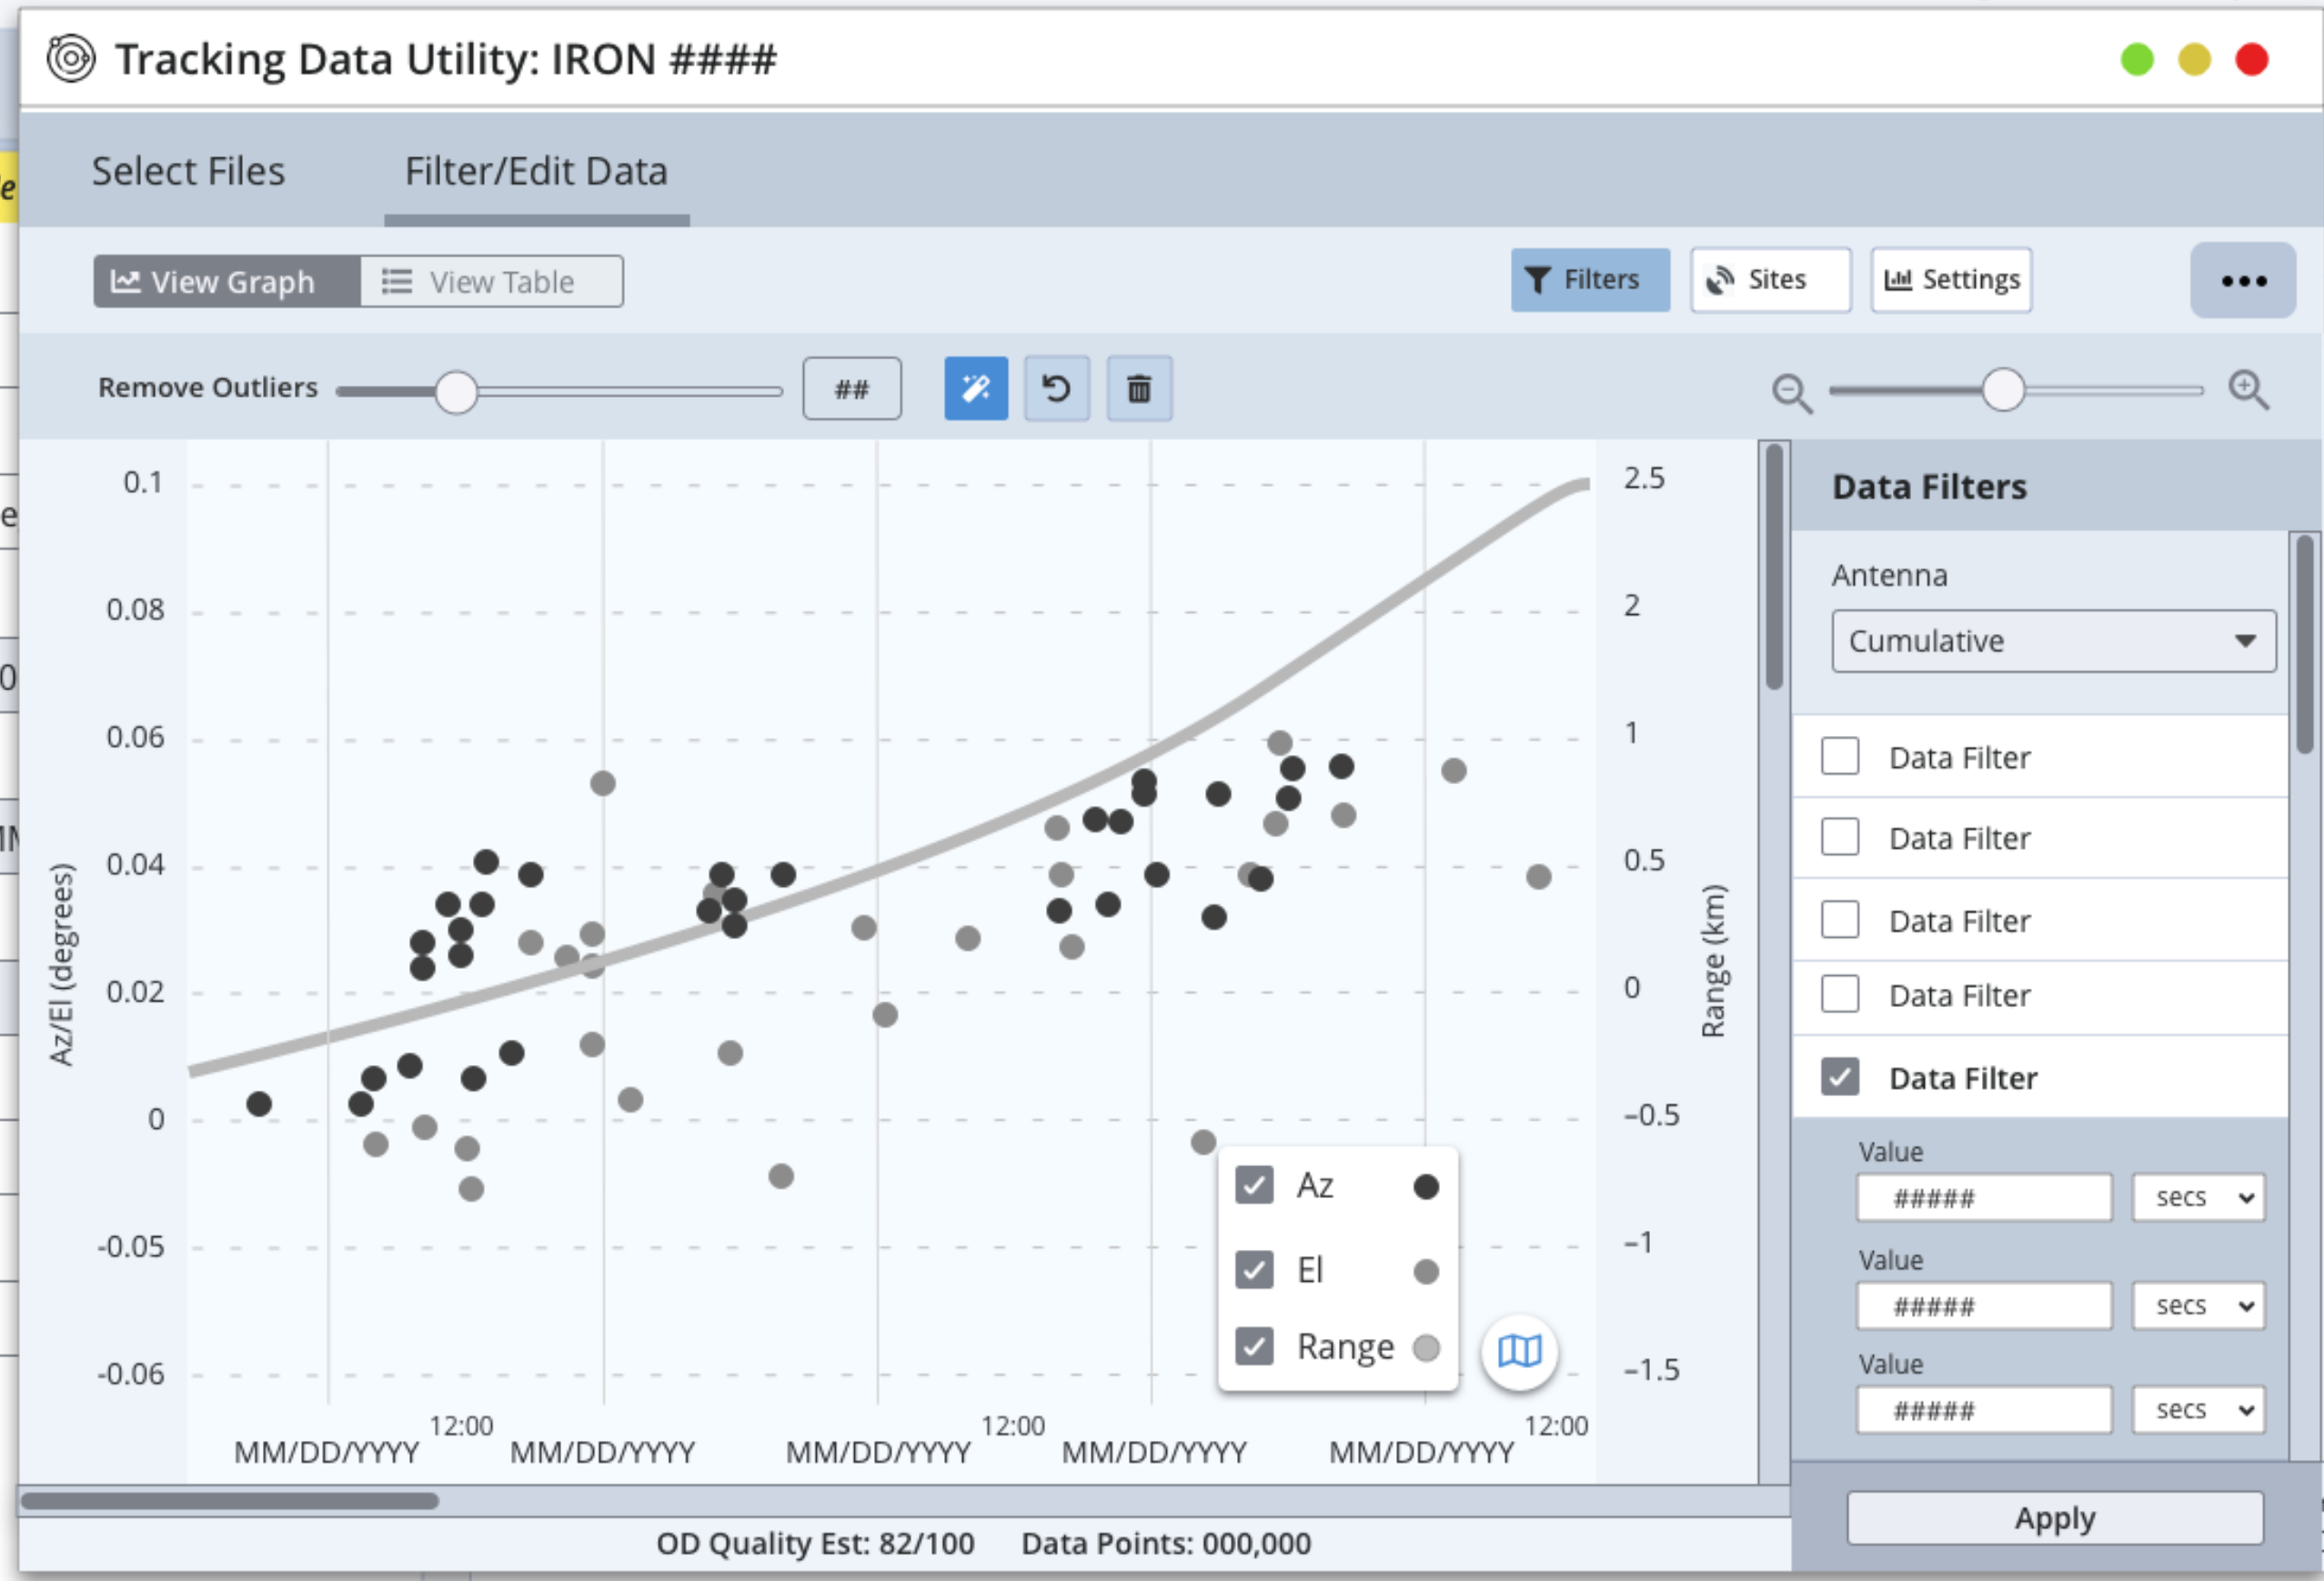 Tracking Data Utility: IRON ####
Select Files Filter/Edit Data
View Graph View Table Filters Sites Settings
Remove Outliers ##
Data Filters
Antenna
Cumulative
Data Filter
Data Filter
Data Filter
Data Filter
Data Filter
Value
##### secs
Value
##### secs
Value
##### secs
Apply
Az/El (degrees)
0.1
0.08
0.06
0.04
0.02
0
-0.05
-0.06
2.5
2
1
0.5
0
–0.5
–1
–1.5
Range (km)
Az
El
Range
12:00 12:00 12:00
MM/DD/YYYY MM/DD/YYYY MM/DD/YYYY MM/DD/YYYY MM/DD/YYYY
OD Quality Est: 82/100 Data Points: 000,000